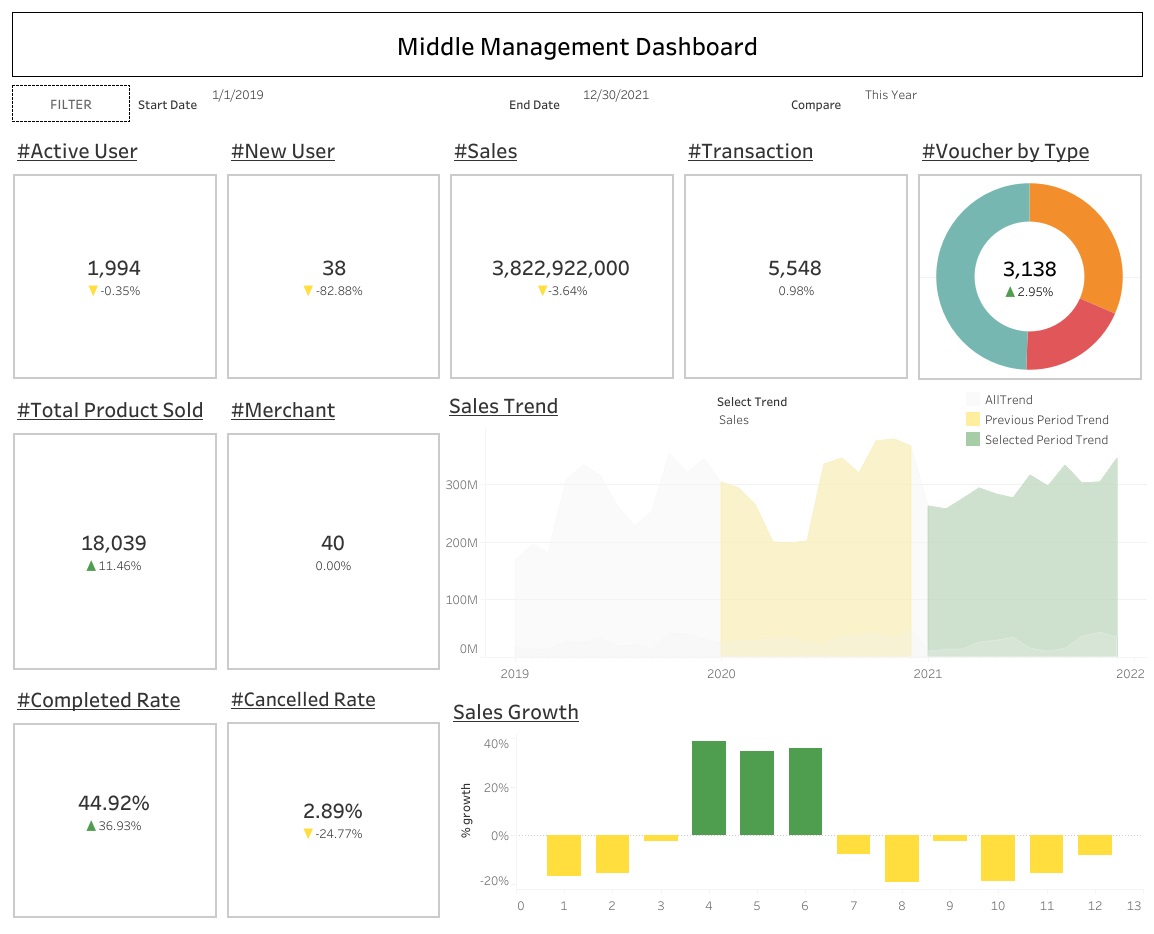 Middle Management Dashboard
FILTER
Start Date
1/1/2019
End Date
12/30/2021
Compare
This Year
#Active User
#New User
#Sales
#Transaction
#Voucher by Type
1,994
▼-0.35%
38
▼-82.88%
3,822,922,000
▼-3.64%
5,548
0.98%
3,138
▲2.95%
#Total Product Sold
#Merchant
18,039
▲11.46%
40
0.00%
Sales Trend
Select Trend
Sales
AllTrend
Previous Period Trend
Selected Period Trend
300M
200M
100M
0M
2019
2020
2021
2022
#Completed Rate
#Cancelled Rate
44.92%
▲36.93%
2.89%
▼-24.77%
Sales Growth
% growth
40%
20%
0%
-20%
0 1 2 3 4 5 6 7 8 9 10 11 12 13